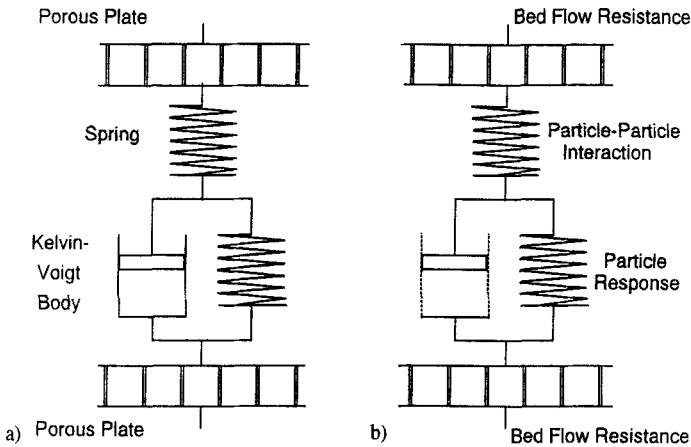 Porous Plate
Spring
Kelvin-
Voigt
Body
Porous Plate
a)
Bed Flow Resistance
Particle-Particle
Interaction
Particle
Response
Bed Flow Resistance
b)